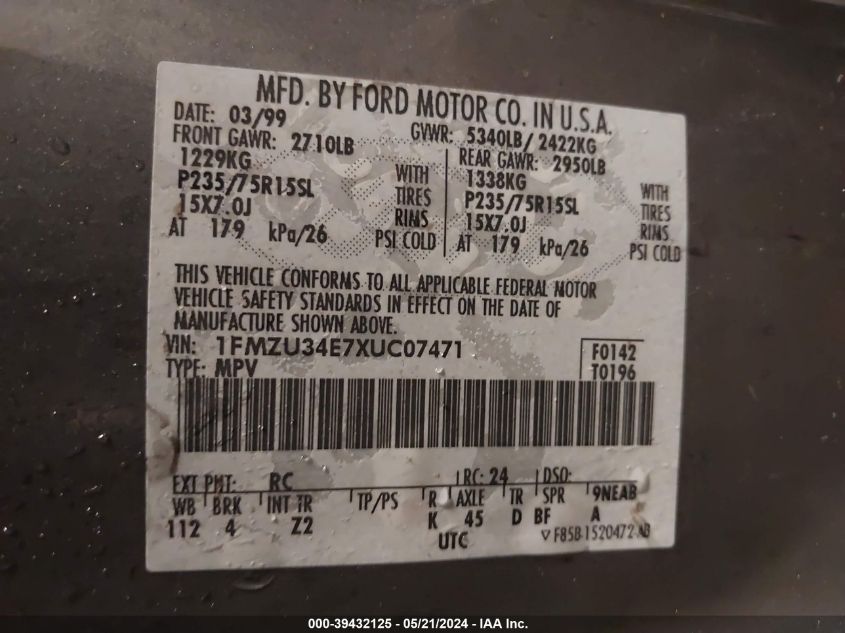 MFD. BY FORD MOTOR CO. IN U.S.A.
DATE: 03/99 GVWR: 5340LB/ 2422KG
FRONT GAWR: 2710LB REAR GAWR: 2950LB
1229KG WITH 1338KG WITH
P235/75R15SL TIRES P235/75R15SL TIRES
15X7.0J RIMS 15X7.0J RIMS
AT 179 kPa/26 PSI COLD AT 179 kPa/26 PSI COLD
THIS VEHICLE CONFORMS TO ALL APPLICABLE FEDERAL MOTOR
VEHICLE SAFETY STANDARDS IN EFFECT ON THE DATE OF
MANUFACTURE SHOWN ABOVE.
VIN: 1FMZU34E7XUC07471 F0142
TYPE: MPV T0196
EXT PNT: RC RC: 24 DSO:
WB BRK INT TR TP/PS R AXLE TR SPR 9NEAB
112 4 Z2 K 45 D BF A
UTC ▽ F85B-1520472-AB
000-39432125 - 05/21/2024 - IAA Inc.